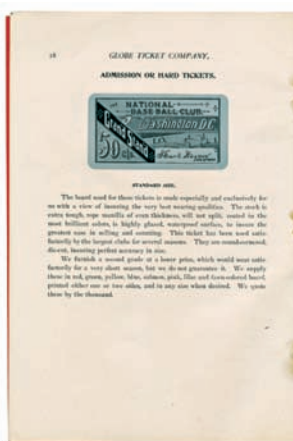 GLOBE TICKET COMPANY,
ADMISSION OR HARD TICKETS.
NATIONAL
BASE BALL CLUB
Washington D.C.
Grand Stand
50
STANDARD SIZE.
The board used for these tickets is made especially and exclusively for
us with a view of insuring the very best wearing qualities. The stock is
extra tough, rope manilla of even thickness, will not split, coated in the
most brilliant colors, is highly glazed, waterproof surface, to insure the
greatest ease in selling and counting. This ticket has been used satis-
factorily by the largest clubs for several seasons. They are round-cornered,
die-cut, insuring perfect accuracy in size.
We furnish a second grade at a lower price, which would wear satis-
factorily for a very short season, but we do not guarantee it. We supply
these in red, green, yellow, blue, salmon, pink, lilac and corn-colored board,
printed either one or two sides, and in any size when desired. We quote
these by the thousand.